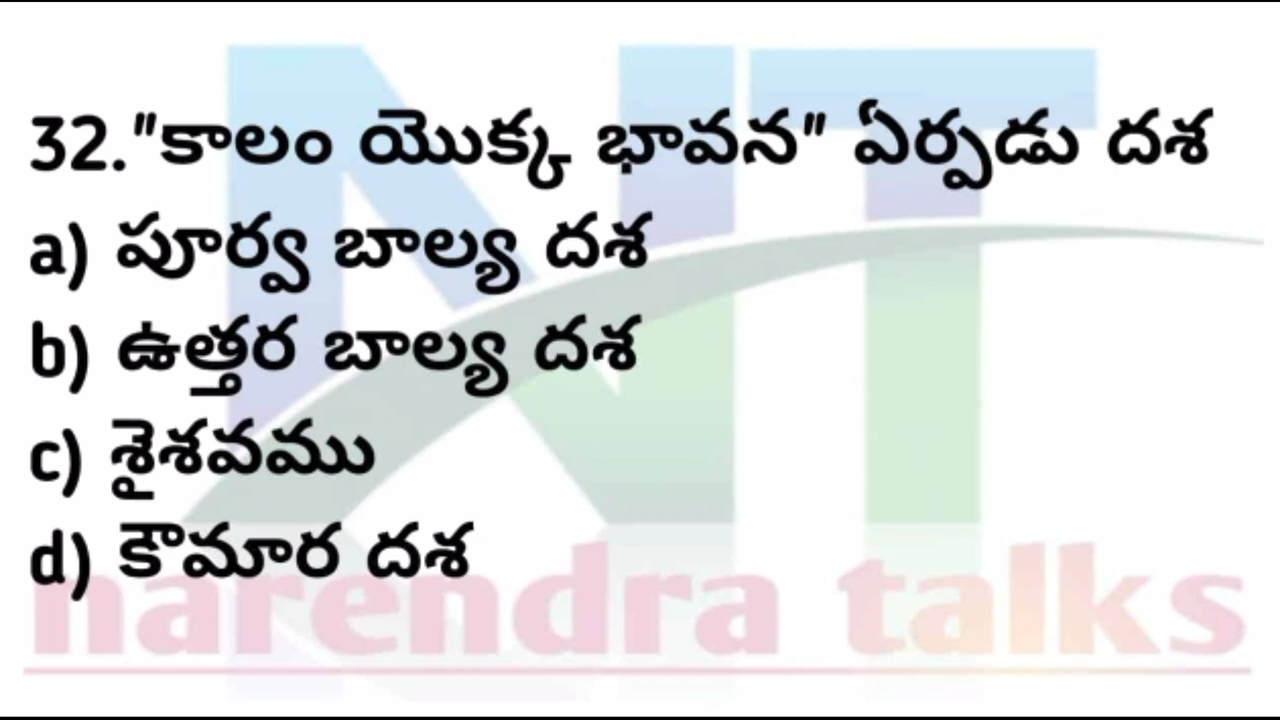 32."కాలం యొక్క భావన" ఏర్పడు దశ
a) పూర్వ బాల్య దశ
b) ఉత్తర బాల్య దశ
c) శైశవము
d) కౌమార దశ
narendra talks